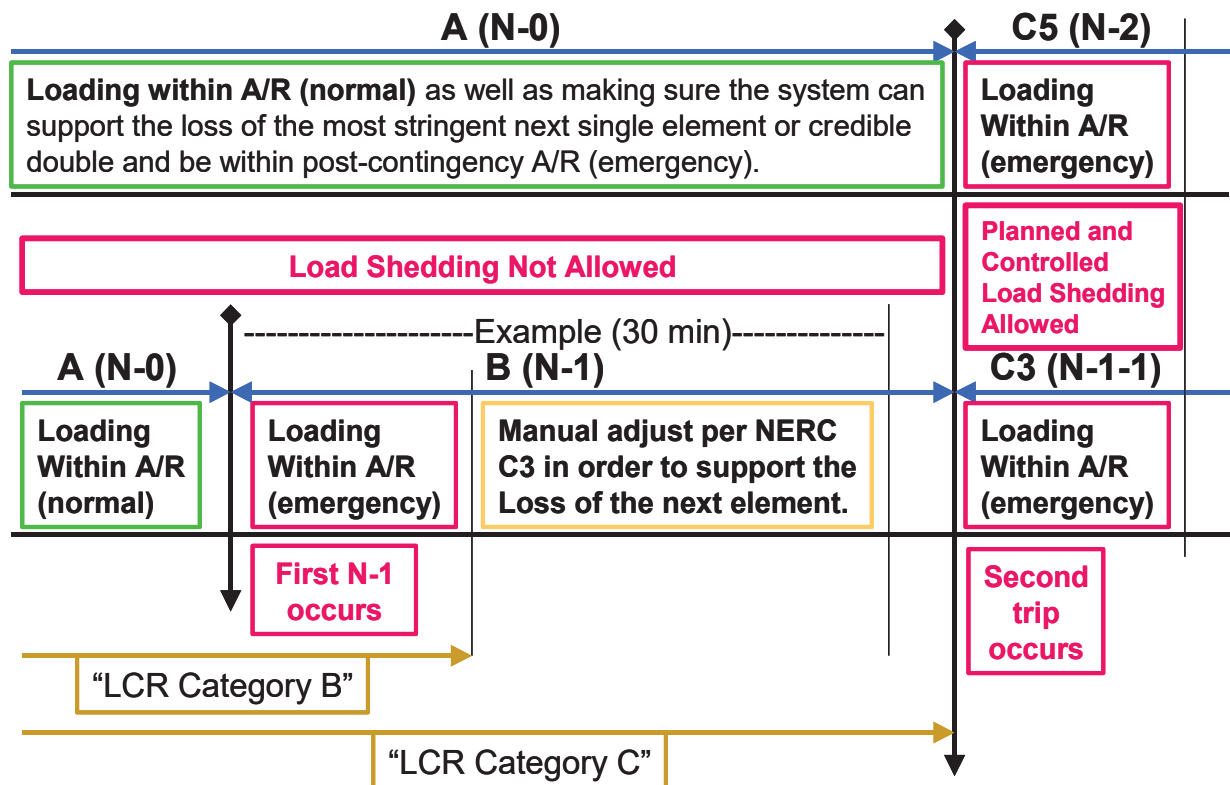 A (N-0)
C5 (N-2)
Loading within A/R (normal) as well as making sure the system can
support the loss of the most stringent next single element or credible
double and be within post-contingency A/R (emergency).
Loading
Within A/R
(emergency)
Load Shedding Not Allowed
Planned and
Controlled
Load Shedding
Allowed
---------------------Example (30 min)--------------
A (N-0)
B (N-1)
C3 (N-1-1)
Loading
Within A/R
(normal)
Loading
Within A/R
(emergency)
Manual adjust per NERC
C3 in order to support the
Loss of the next element.
Loading
Within A/R
(emergency)
First N-1
occurs
Second
trip
occurs
“LCR Category B”
“LCR Category C”